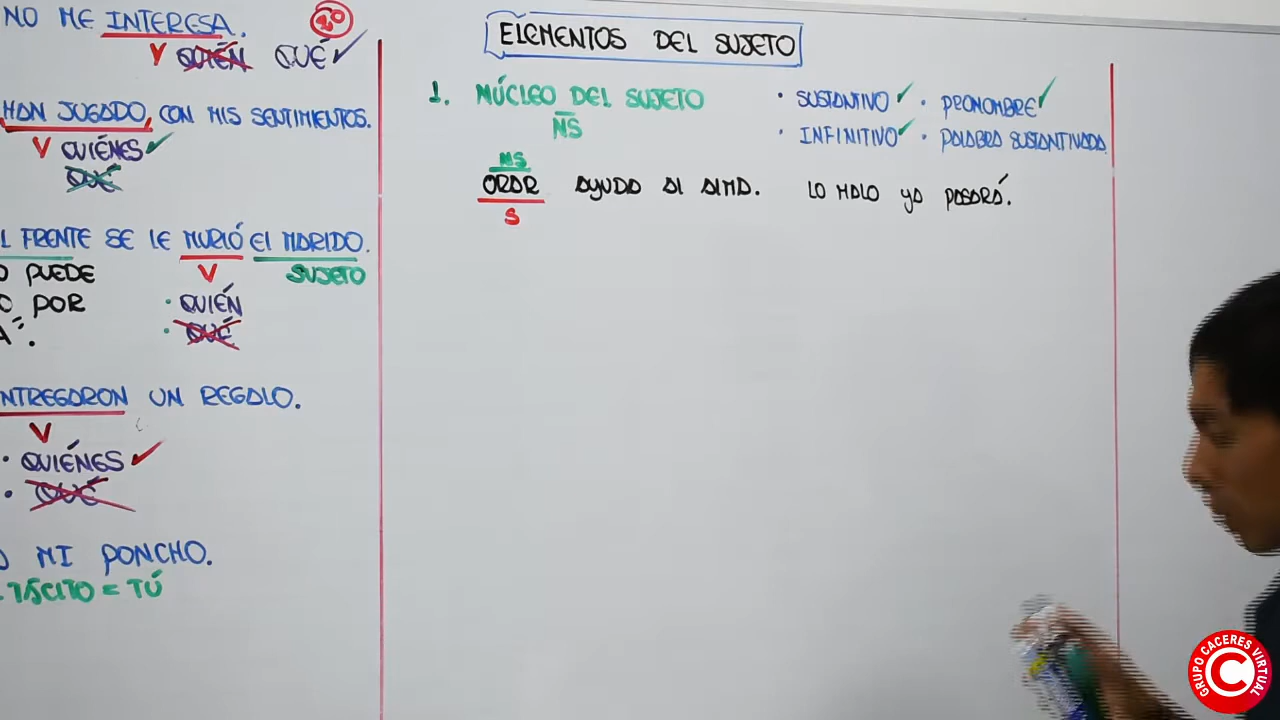 NO ME INTERESA.
20
V QUIÉN QUÉ
HAN JUGADO, CON MIS SENTIMIENTOS.
V QUIÉNES
QUÉ
L FRENTE SE LE MURIÓ EL MARIDO.
O PUEDE V SUJETO
O POR • QUIÉN
A". • QUÉ
NTREGARON UN REGALO.
V
• QUIÉNES
• QUÉ
O MI PONCHO.
TÁCITO = TÚ
ELEMENTOS DEL SUJETO
1. NÚCLEO DEL SUJETO
NS
• SUSTANTIVO • PRONOMBRE
• INFINITIVO • PALABRA SUSTANTIVADA
NS
ORAR AYUDA AL ALMA. LO MALO YA PASARÁ.
S
GRUPO CACERES VIRTUAL
C